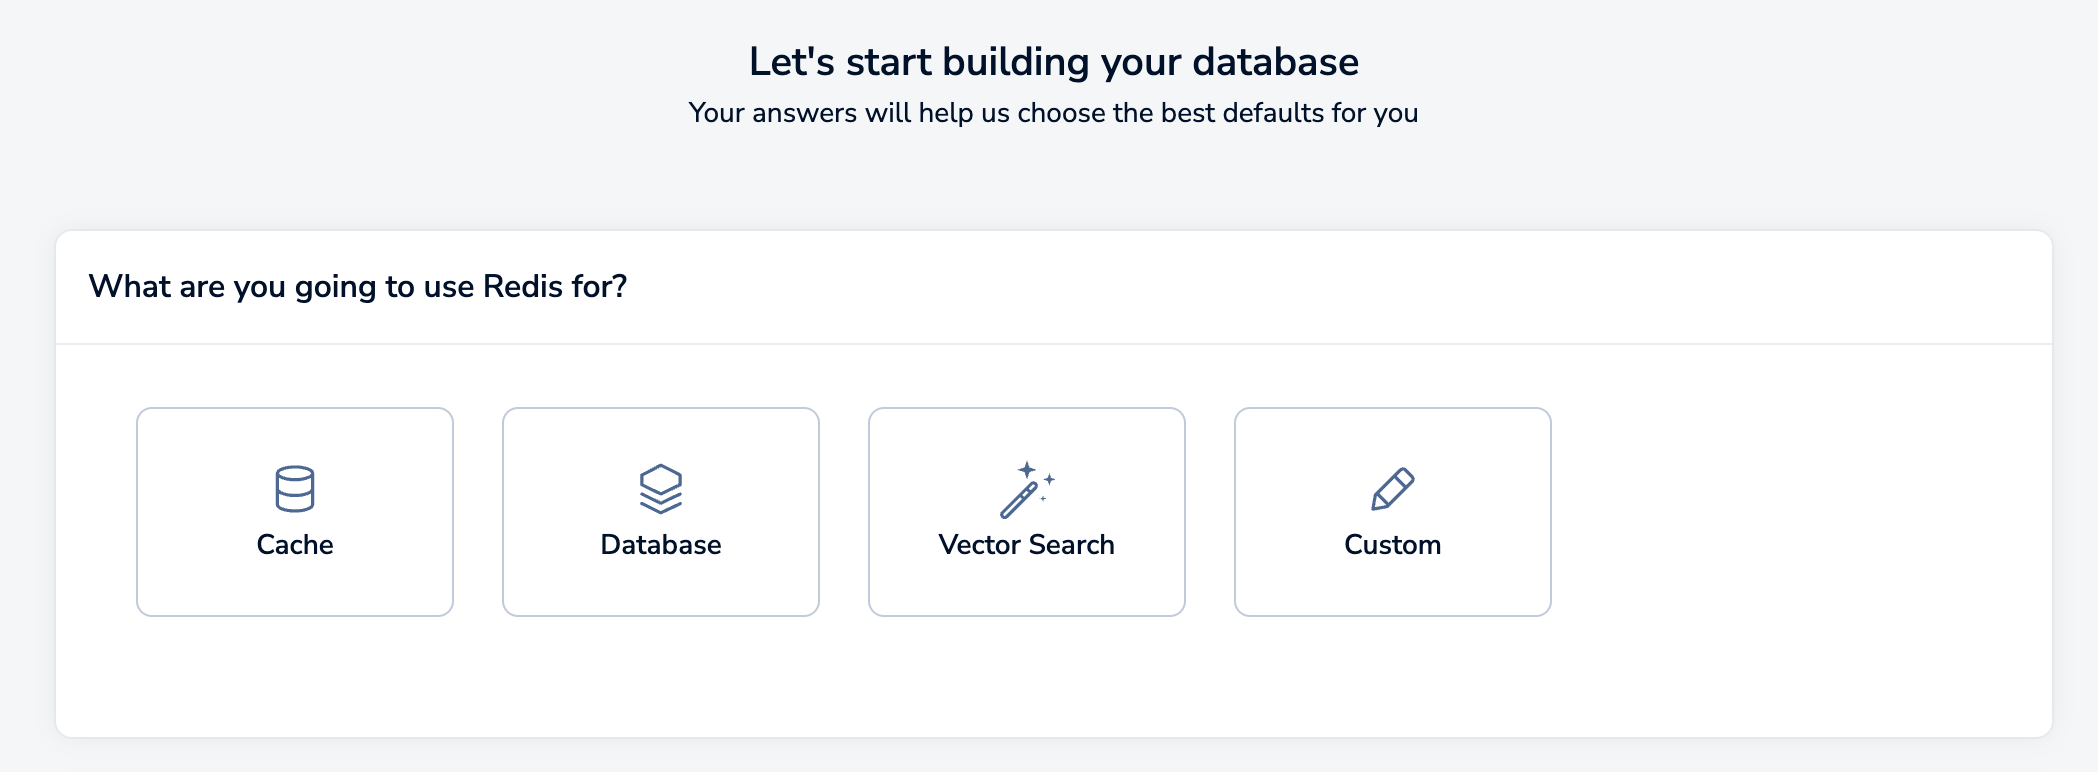 Let's start building your database
Your answers will help us choose the best defaults for you
What are you going to use Redis for?
Cache
Database
Vector Search
Custom